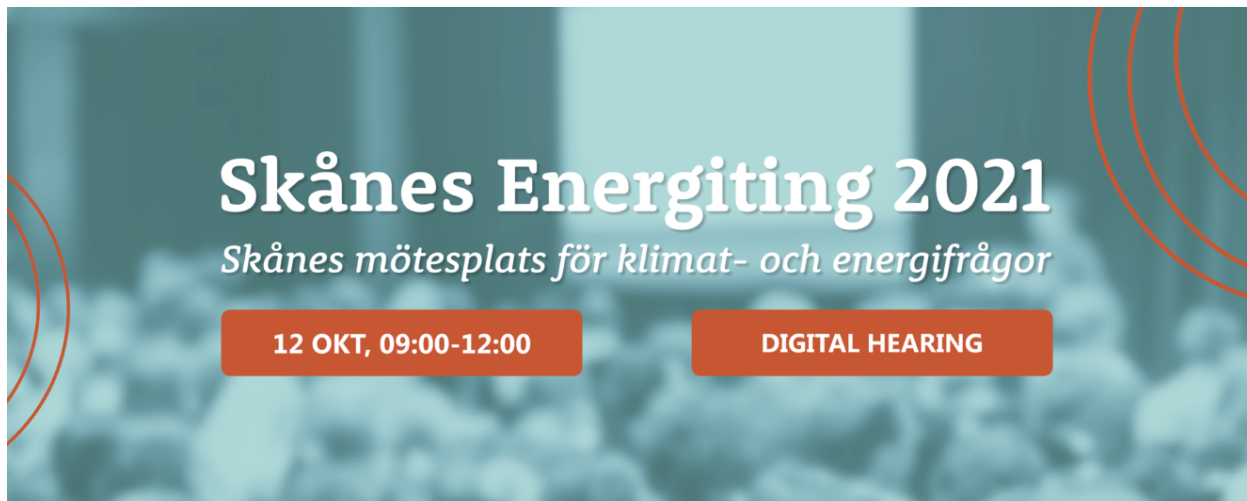 Skånes Energiting 2021
Skånes mötesplats för klimat- och energifrågor
12 OKT, 09:00-12:00
DIGITAL HEARING